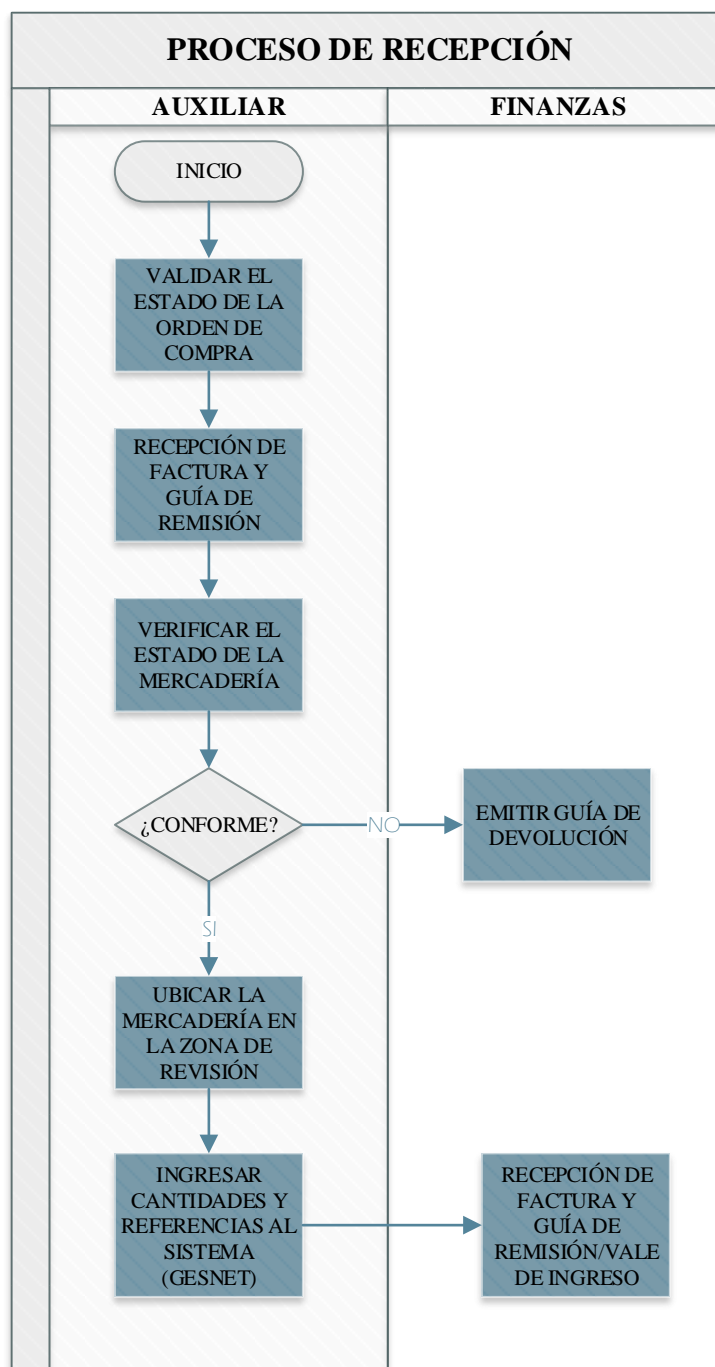 PROCESO DE RECEPCIÓN
AUXILIAR
FINANZAS
INICIO
VALIDAR EL
ESTADO DE LA
ORDEN DE
COMPRA
RECEPCIÓN DE
FACTURA Y
GUÍA DE
REMISIÓN
VERIFICAR EL
ESTADO DE LA
MERCADERÍA
¿CONFORME?
NO
EMITIR GUÍA DE
DEVOLUCIÓN
SI
UBICAR LA
MERCADERÍA EN
LA ZONA DE
REVISIÓN
INGRESAR
CANTIDADES Y
REFERENCIAS AL
SISTEMA
(GESNET)
RECEPCIÓN DE
FACTURA Y
GUÍA DE
REMISIÓN/VALE
DE INGRESO